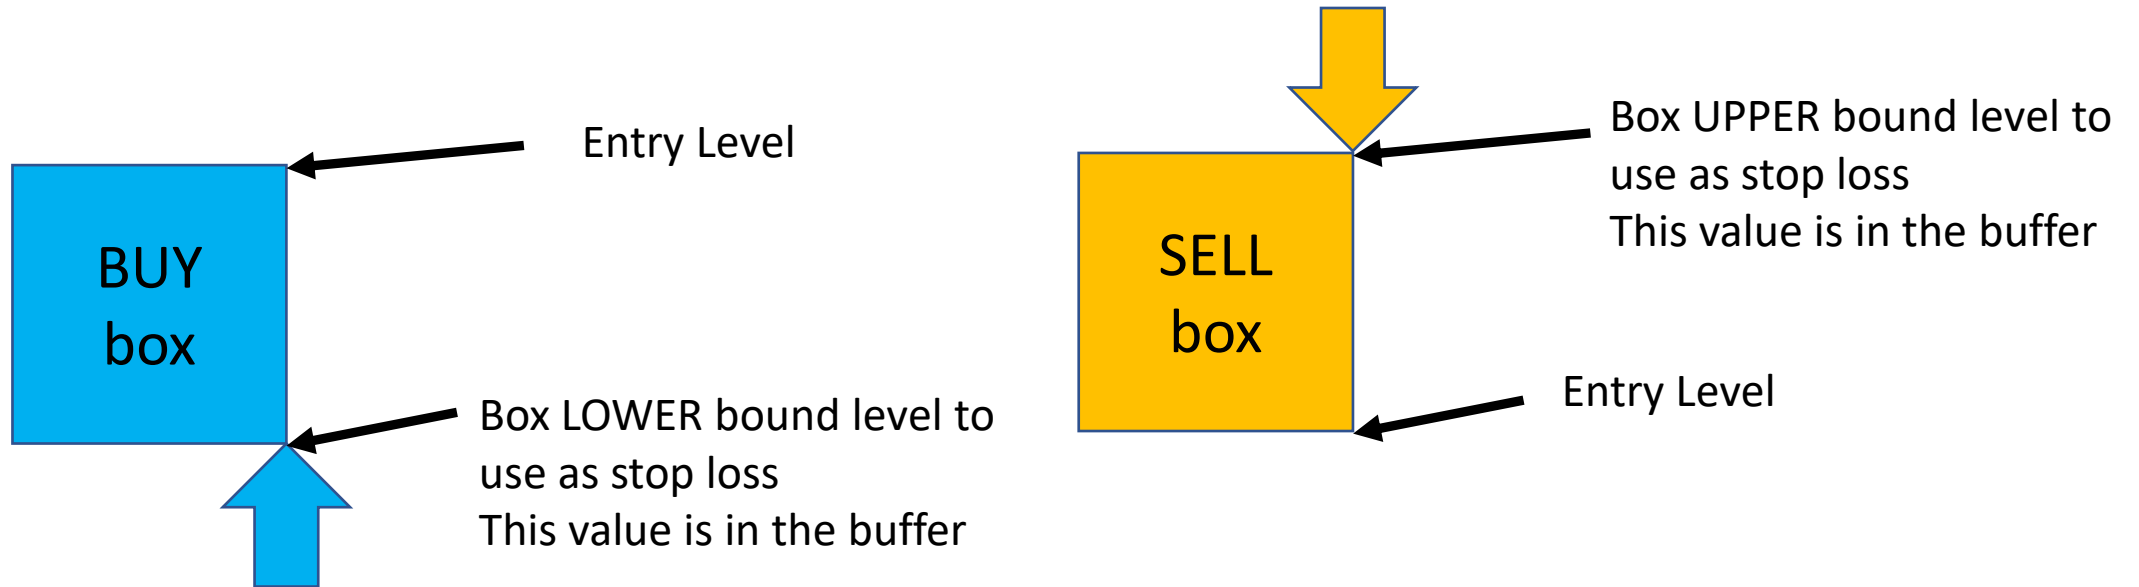 BUY
box
Entry Level
Box LOWER bound level to
use as stop loss
This value is in the buffer
SELL
box
Box UPPER bound level to
use as stop loss
This value is in the buffer
Entry Level